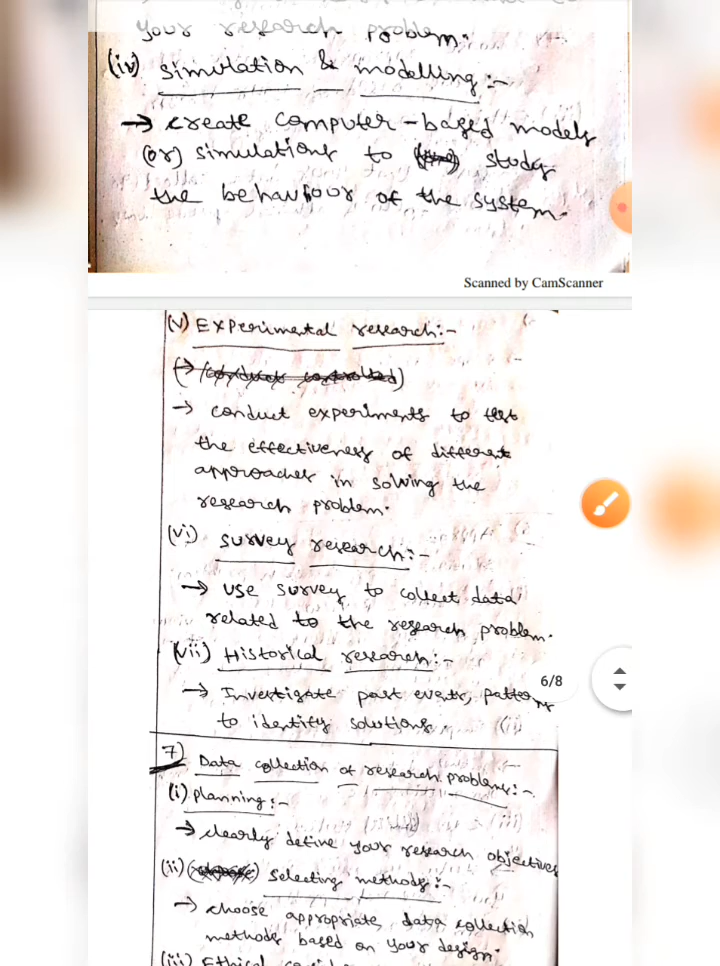 your research problem.
(iv) Simulation & modelling :-
→ create computer-based models
(or) simulations to study
the behaviour of the system.
Scanned by CamScanner
(v) Experimental research:-
→ conduct experiments to test
the effectiveness of different
approaches in solving the
research problem.
(vi) survey research:-
→ use survey to collect data
related to the research problem.
(vii) Historical research:-
6/8
→ Investigate past events, pattern
to identify solutions.
7) Data collection of research problems:-
(i) planning:-
→ clearly define your research objectives
(ii) Selecting methods:-
→ choose appropriate data collection
methods based on your design.
(iii) Ethical